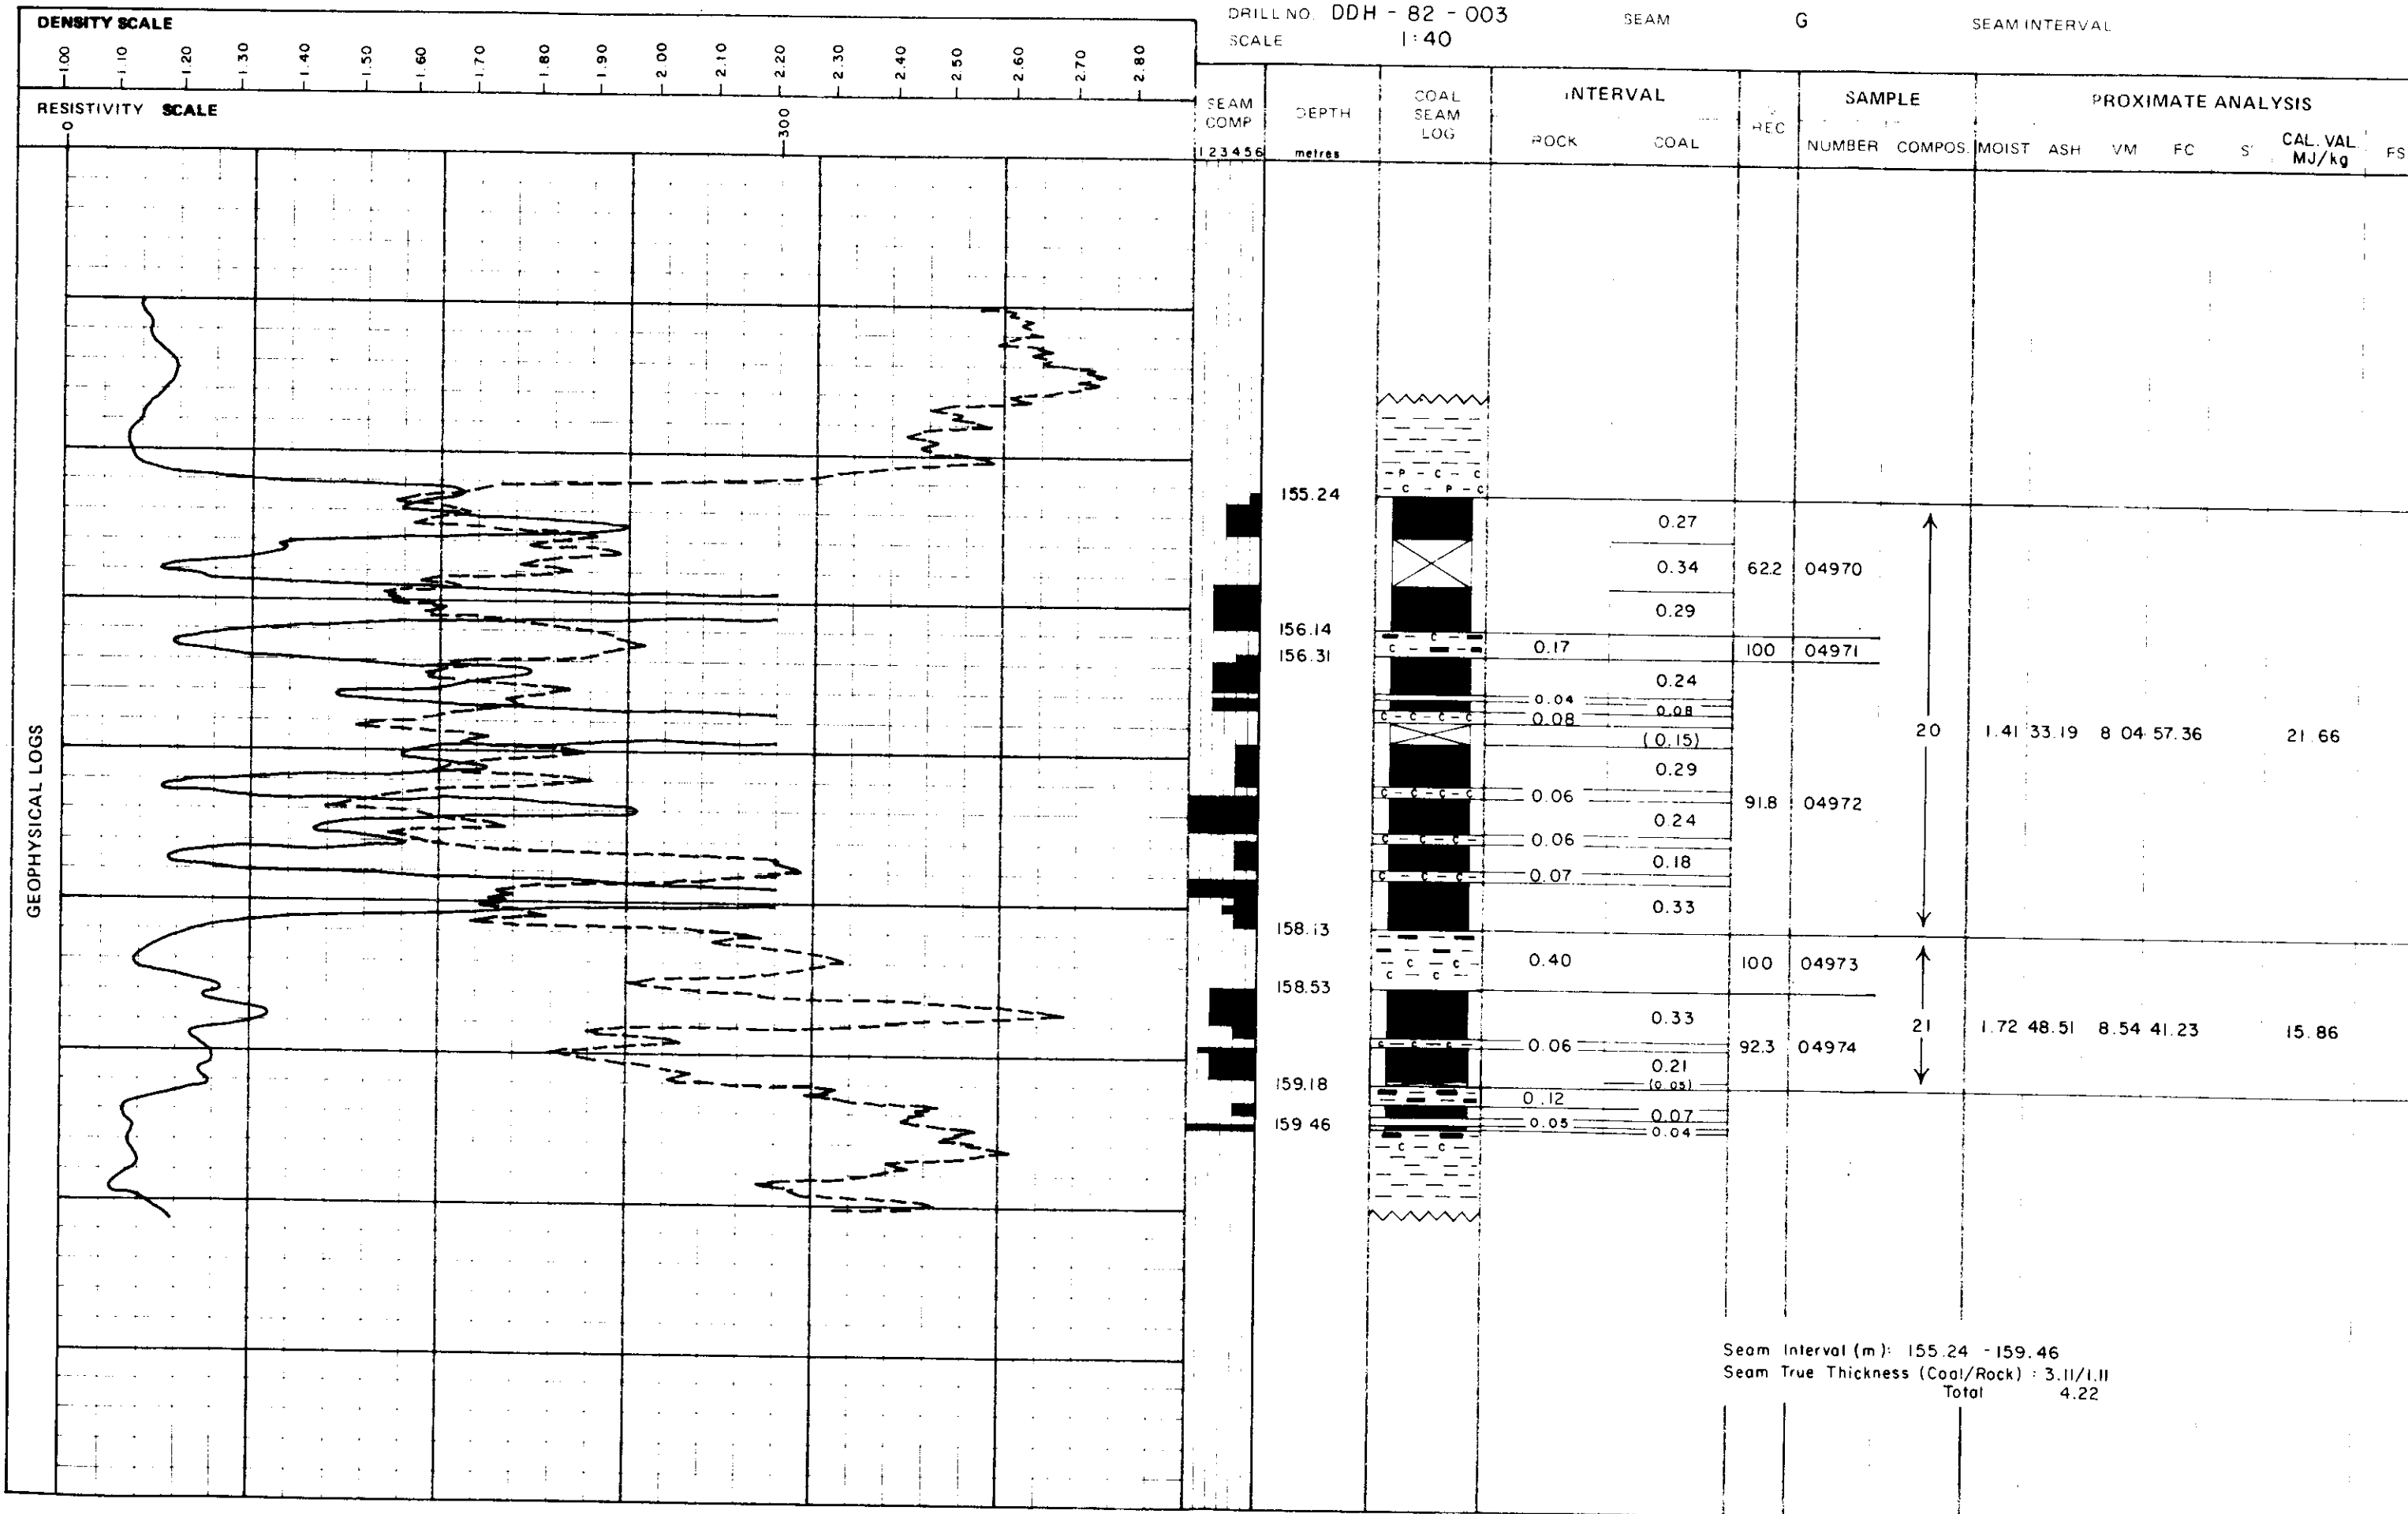 DRILL NO. DDH - 82 - 003 SEAM G SEAM INTERVAL
SCALE 1:40
DENSITY SCALE
1.00 1.10 1.20 1.30 1.40 1.50 1.60 1.70 1.80 1.90 2.00 2.10 2.20 2.30 2.40 2.50 2.60 2.70 2.80
RESISTIVITY SCALE
0 300
SEAM COMP
1 2 3 4 5 6
DEPTH
metres
COAL SEAM LOG
INTERVAL
ROCK COAL
REC
SAMPLE
NUMBER COMPOS.
PROXIMATE ANALYSIS
MOIST ASH VM FC S CAL. VAL. MJ/kg FS
GEOPHYSICAL LOGS
- P - C - C
- C - P - C
155.24
0.27
0.34 62.2 04970
0.29
156.14
- C -
C - -
0.17 100 04971
156.31
0.24
0.04
0.08
C - C - C - C
0.08
(0.15)
20 1.41 33.19 8.04 57.36 21.66
0.29
C - C - C - C
0.06
91.8 04972
0.24
C - C - C
0.06
0.18
C - C - C
0.07
0.33
158.13
- C - C -
C - C
0.40 100 04973
158.53
0.33
21 1.72 48.51 8.54 41.23 15.86
C - C - C
0.06 92.3 04974
0.21
(0.05)
159.18
0.12
0.07
0.05
159.46
0.04
- C - C
Seam Interval (m): 155.24 - 159.46
Seam True Thickness (Coal/Rock) : 3.11/1.11
Total 4.22